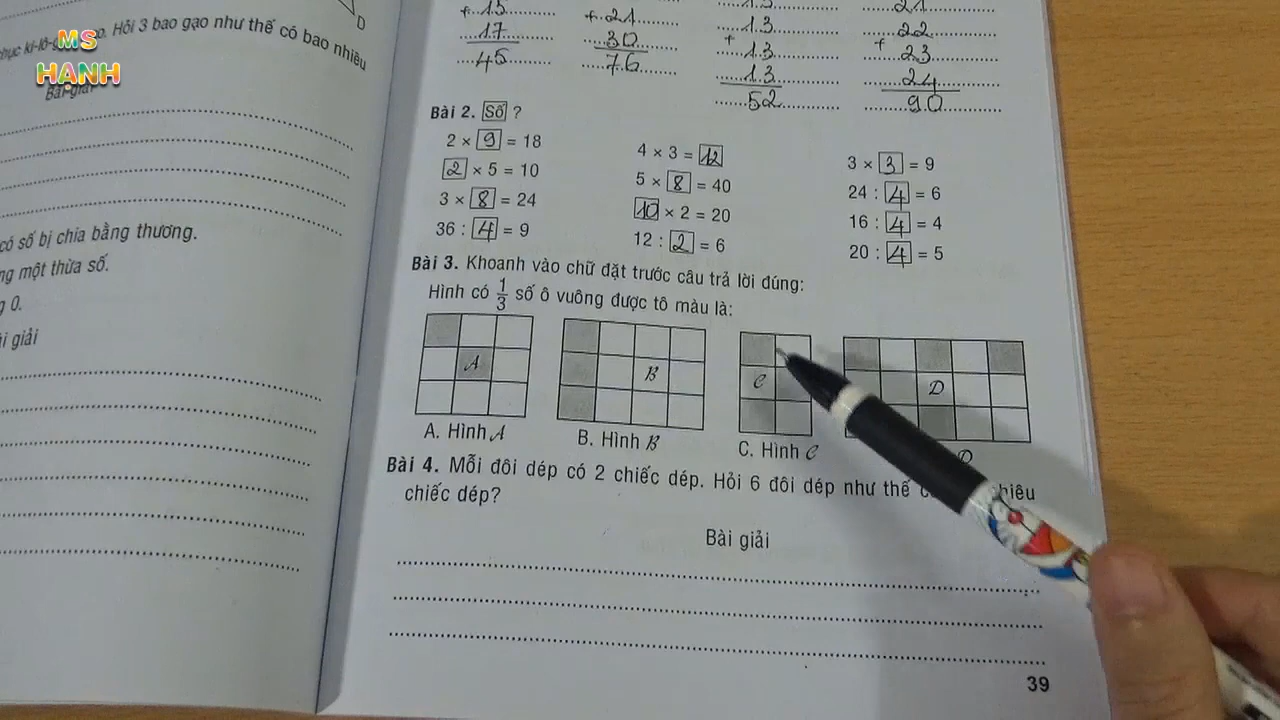 MS
HẠNH
D
Hỏi 3 bao gạo như thế có bao nhiêu
Bài giải
có số bị chia bằng thương.
một thừa số.
0.
giải
+ 15
17
45
+ 21
30
76
13
+ 13
13
52
21
22
+ 23
24
90
Bài 2. Số ?
2 × 9 = 18
4 × 3 = 12
3 × 3 = 9
2 × 5 = 10
5 × 8 = 40
24 : 4 = 6
3 × 8 = 24
10 × 2 = 20
16 : 4 = 4
36 : 4 = 9
12 : 2 = 6
20 : 4 = 5
Bài 3. Khoanh vào chữ đặt trước câu trả lời đúng:
Hình có 1/3 số ô vuông được tô màu là:
A
B
C
D
A. Hình A
B. Hình B
C. Hình C
D
Bài 4. Mỗi đôi dép có 2 chiếc dép. Hỏi 6 đôi dép như thế
chiếc dép?
Bài giải
39